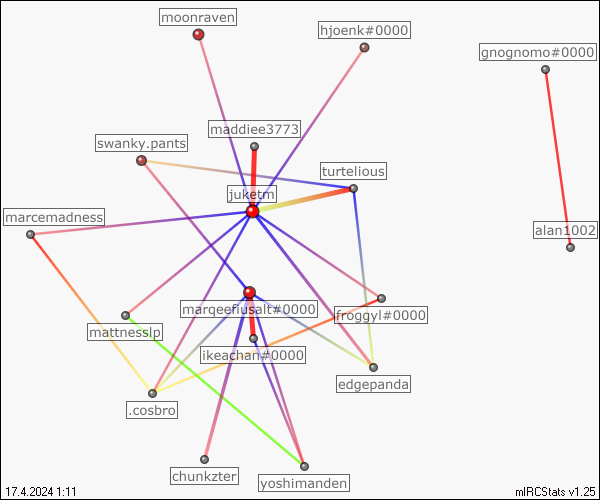 moonraven
hjoenk#0000
gnognomo#0000
maddiee3773
swanky.pants
turtelious
juketm
marcemadness
alan1002
marqeefiusalt#0000
froggyl#0000
mattnesslp
ikeachan#0000
edgepanda
.cosbro
chunkzter
yoshimanden
17.4.2024 1:11
mIRCStats v1.25